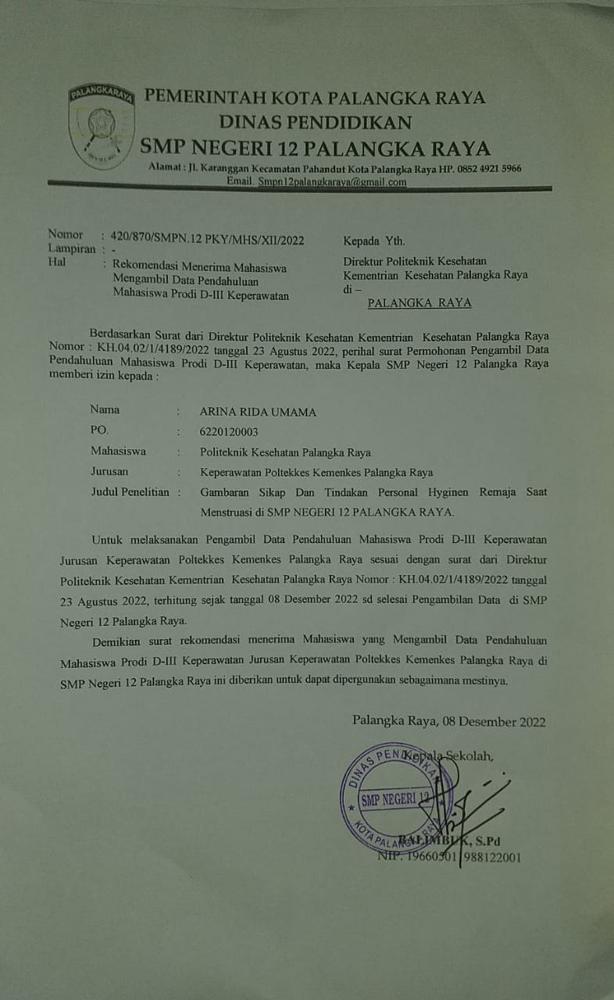 PALANGKARAYA
PEMERINTAH KOTA PALANGKA RAYA
DINAS PENDIDIKAN
SMP NEGERI 12 PALANGKA RAYA
Alamat : Jl. Karanggan Kecamatan Pahandut Kota Palangka Raya HP. 0852 4921 5966
Email. Smpn12palangkaraya@gmail.com
Nomor : 420/870/SMPN.12 PKY/MHS/XII/2022
Lampiran : -
Hal : Rekomendasi Menerima Mahasiswa
Mengambil Data Pendahuluan
Mahasiswa Prodi D-III Keperawatan
Kepada Yth.
Direktur Politeknik Kesehatan
Kementrian Kesehatan Palangka Raya
di –
PALANGKA RAYA
Berdasarkan Surat dari Direktur Politeknik Kesehatan Kementrian Kesehatan Palangka Raya
Nomor : KH.04.02/1/4189/2022 tanggal 23 Agustus 2022, perihal surat Permohonan Pengambil Data
Pendahuluan Mahasiswa Prodi D-III Keperawatan, maka Kepala SMP Negeri 12 Palangka Raya
memberi izin kepada :
Nama : ARINA RIDA UMAMA
PO. : 6220120003
Mahasiswa : Politeknik Kesehatan Palangka Raya
Jurusan : Keperawatan Poltekkes Kemenkes Palangka Raya
Judul Penelitian : Gambaran Sikap Dan Tindakan Personal Hyginen Remaja Saat
Menstruasi di SMP NEGERI 12 PALANGKA RAYA.
Untuk melaksanakan Pengambil Data Pendahuluan Mahasiswa Prodi D-III Keperawatan
Jurusan Keperawatan Poltekkes Kemenkes Palangka Raya sesuai dengan surat dari Direktur
Politeknik Kesehatan Kementrian Kesehatan Palangka Raya Nomor : KH.04.02/1/4189/2022 tanggal
23 Agustus 2022, terhitung sejak tanggal 08 Desember 2022 sd selesai Pengambilan Data di SMP
Negeri 12 Palangka Raya.
Demikian surat rekomendasi menerima Mahasiswa yang Mengambil Data Pendahuluan
Mahasiswa Prodi D-III Keperawatan Jurusan Keperawatan Poltekkes Kemenkes Palangka Raya di
SMP Negeri 12 Palangka Raya ini diberikan untuk dapat dipergunakan sebagaimana mestinya.
Palangka Raya, 08 Desember 2022
Kepala Sekolah,
DINAS PENDIDIKAN
SMP NEGERI 12
KOTA PALANGKA RAYA
BALIMBUK, S.Pd
NIP.